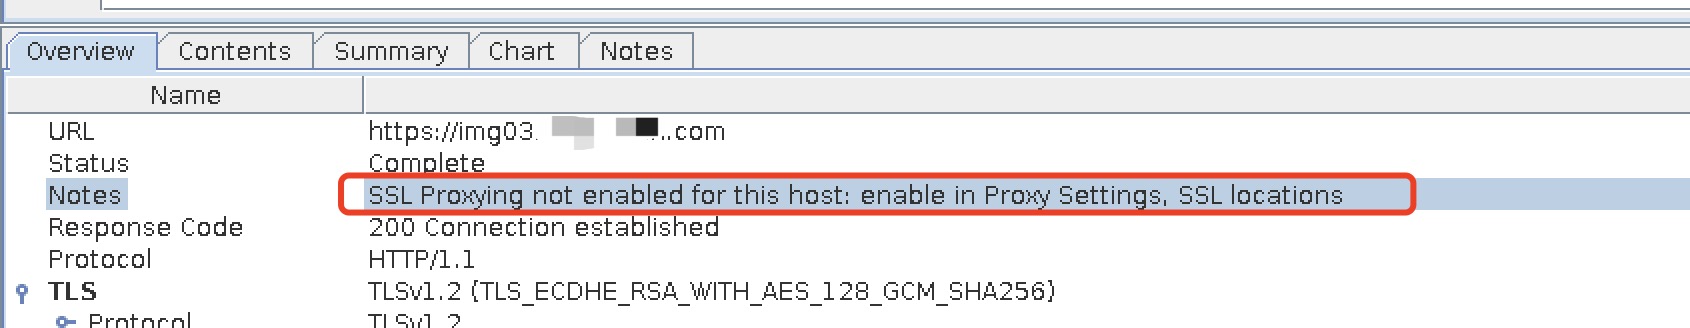 Overview Contents Summary Chart Notes
Name
URL https://img03. .com
Status Complete
Notes SSL Proxying not enabled for this host: enable in Proxy Settings, SSL locations
Response Code 200 Connection established
Protocol HTTP/1.1
TLS TLSv1.2 (TLS_ECDHE_RSA_WITH_AES_128_GCM_SHA256)
Protocol TLSv1.2